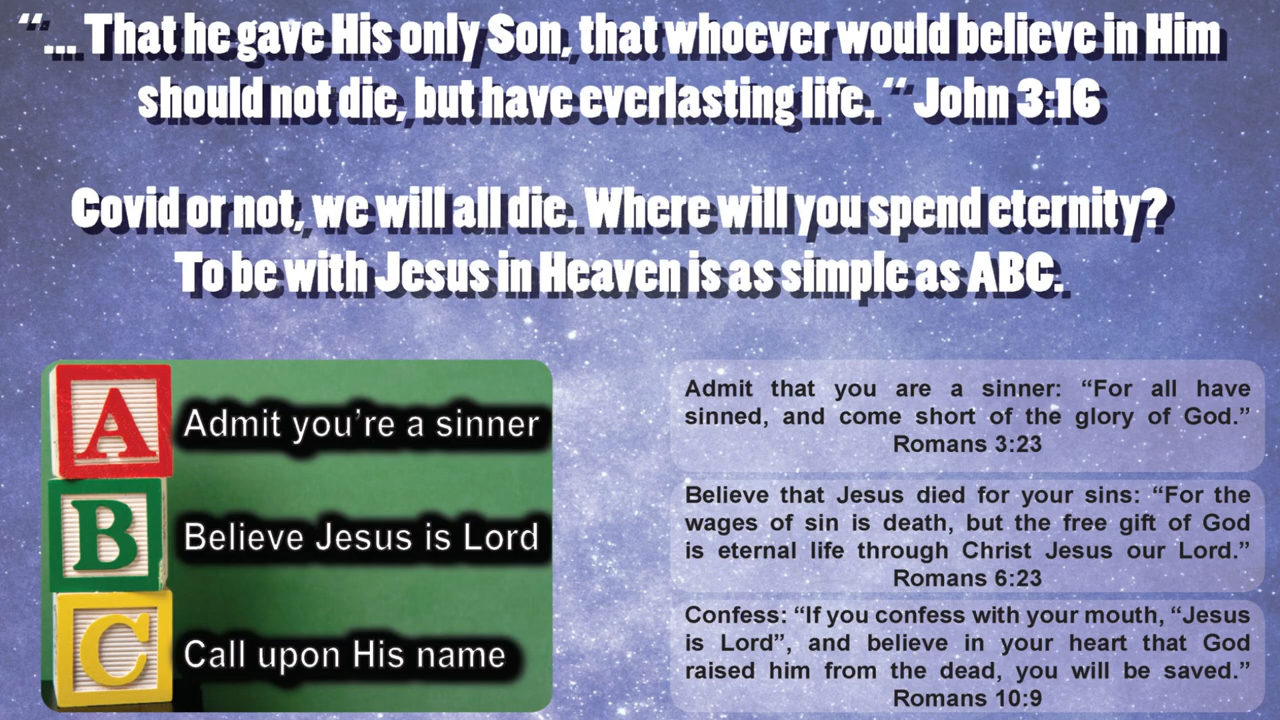 “... That he gave His only Son, that whoever would believe in Him
should not die, but have everlasting life. “ John 3:16
Covid or not, we will all die. Where will you spend eternity?
To be with Jesus in Heaven is as simple as ABC.
A Admit you’re a sinner
B Believe Jesus is Lord
C Call upon His name
Admit that you are a sinner: “For all have
sinned, and come short of the glory of God.”
Romans 3:23
Believe that Jesus died for your sins: “For the
wages of sin is death, but the free gift of God
is eternal life through Christ Jesus our Lord.”
Romans 6:23
Confess: “If you confess with your mouth, “Jesus
is Lord”, and believe in your heart that God
raised him from the dead, you will be saved.”
Romans 10:9